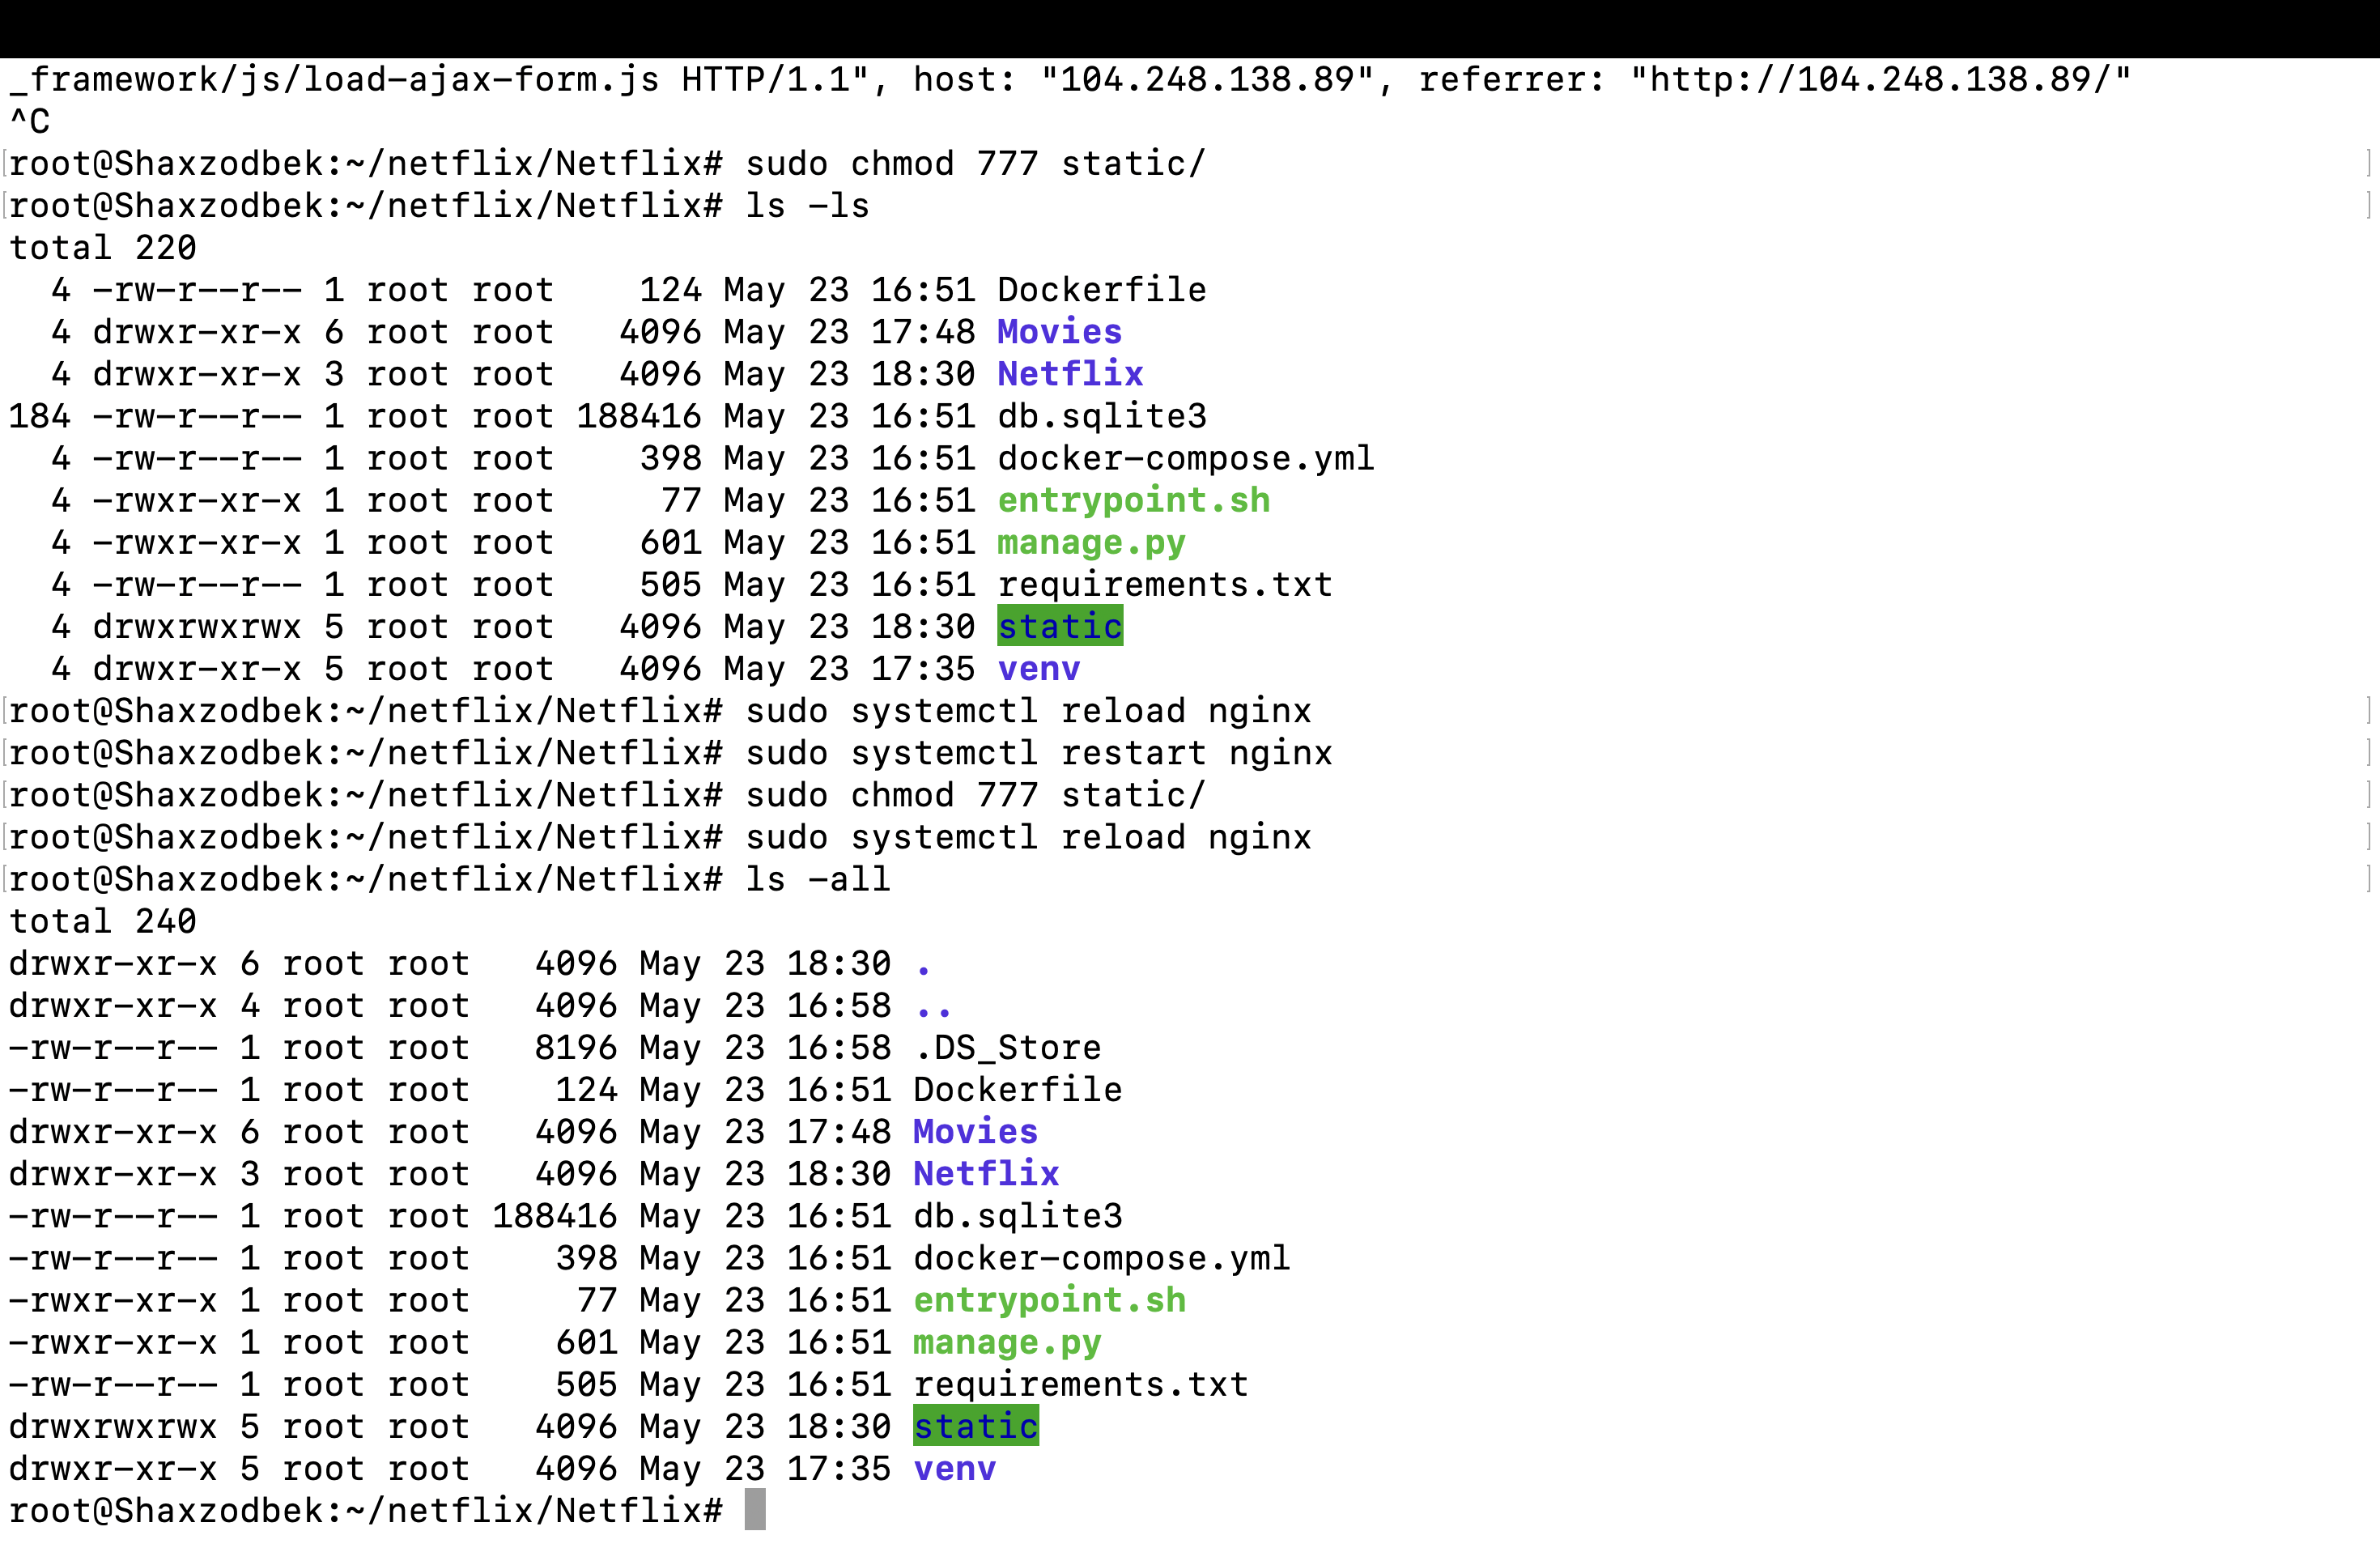 _framework/js/load-ajax-form.js HTTP/1.1", host: "104.248.138.89", referrer: "http://104.248.138.89/"
^C
[root@Shaxzodbek:~/netflix/Netflix# sudo chmod 777 static/ ]
[root@Shaxzodbek:~/netflix/Netflix# ls -ls ]
total 220
  4 -rw-r--r-- 1 root root    124 May 23 16:51 Dockerfile
  4 drwxr-xr-x 6 root root   4096 May 23 17:48 Movies
  4 drwxr-xr-x 3 root root   4096 May 23 18:30 Netflix
184 -rw-r--r-- 1 root root 188416 May 23 16:51 db.sqlite3
  4 -rw-r--r-- 1 root root    398 May 23 16:51 docker-compose.yml
  4 -rwxr-xr-x 1 root root     77 May 23 16:51 entrypoint.sh
  4 -rwxr-xr-x 1 root root    601 May 23 16:51 manage.py
  4 -rw-r--r-- 1 root root    505 May 23 16:51 requirements.txt
  4 drwxrwxrwx 5 root root   4096 May 23 18:30 static
  4 drwxr-xr-x 5 root root   4096 May 23 17:35 venv
[root@Shaxzodbek:~/netflix/Netflix# sudo systemctl reload nginx ]
[root@Shaxzodbek:~/netflix/Netflix# sudo systemctl restart nginx ]
[root@Shaxzodbek:~/netflix/Netflix# sudo chmod 777 static/ ]
[root@Shaxzodbek:~/netflix/Netflix# sudo systemctl reload nginx ]
[root@Shaxzodbek:~/netflix/Netflix# ls -all ]
total 240
drwxr-xr-x 6 root root   4096 May 23 18:30 .
drwxr-xr-x 4 root root   4096 May 23 16:58 ..
-rw-r--r-- 1 root root   8196 May 23 16:58 .DS_Store
-rw-r--r-- 1 root root    124 May 23 16:51 Dockerfile
drwxr-xr-x 6 root root   4096 May 23 17:48 Movies
drwxr-xr-x 3 root root   4096 May 23 18:30 Netflix
-rw-r--r-- 1 root root 188416 May 23 16:51 db.sqlite3
-rw-r--r-- 1 root root    398 May 23 16:51 docker-compose.yml
-rwxr-xr-x 1 root root     77 May 23 16:51 entrypoint.sh
-rwxr-xr-x 1 root root    601 May 23 16:51 manage.py
-rw-r--r-- 1 root root    505 May 23 16:51 requirements.txt
drwxrwxrwx 5 root root   4096 May 23 18:30 static
drwxr-xr-x 5 root root   4096 May 23 17:35 venv
root@Shaxzodbek:~/netflix/Netflix#